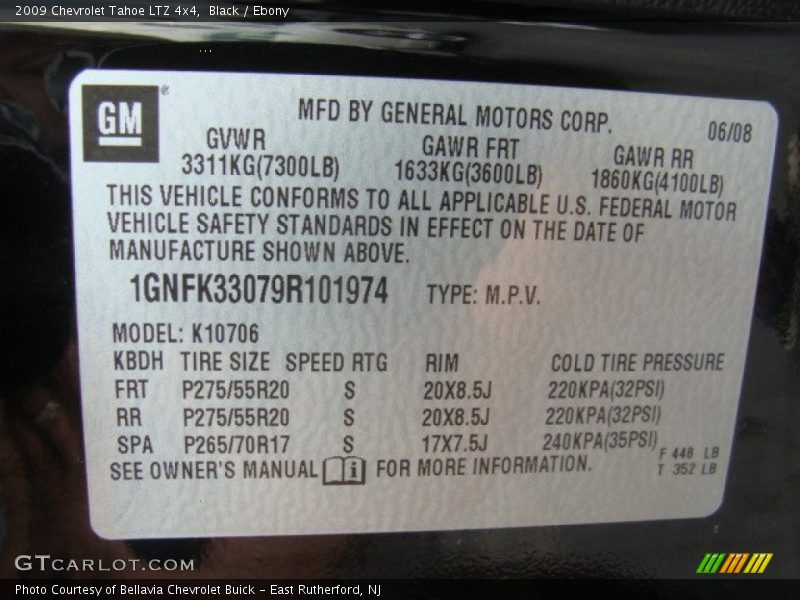 2009 Chevrolet Tahoe LTZ 4x4, Black / Ebony
GM ®
MFD BY GENERAL MOTORS CORP.
06/08
GVWR GAWR FRT GAWR RR
3311KG(7300LB) 1633KG(3600LB) 1860KG(4100LB)
THIS VEHICLE CONFORMS TO ALL APPLICABLE U.S. FEDERAL MOTOR
VEHICLE SAFETY STANDARDS IN EFFECT ON THE DATE OF
MANUFACTURE SHOWN ABOVE.
1GNFK33079R101974 TYPE: M.P.V.
MODEL: K10706
KBDH TIRE SIZE SPEED RTG RIM COLD TIRE PRESSURE
FRT P275/55R20 S 20X8.5J 220KPA(32PSI)
RR P275/55R20 S 20X8.5J 220KPA(32PSI)
SPA P265/70R17 S 17X7.5J 240KPA(35PSI)
F 448 LB
T 352 LB
SEE OWNER'S MANUAL FOR MORE INFORMATION.
GTCARLOT.COM
Photo Courtesy of Bellavia Chevrolet Buick - East Rutherford, NJ